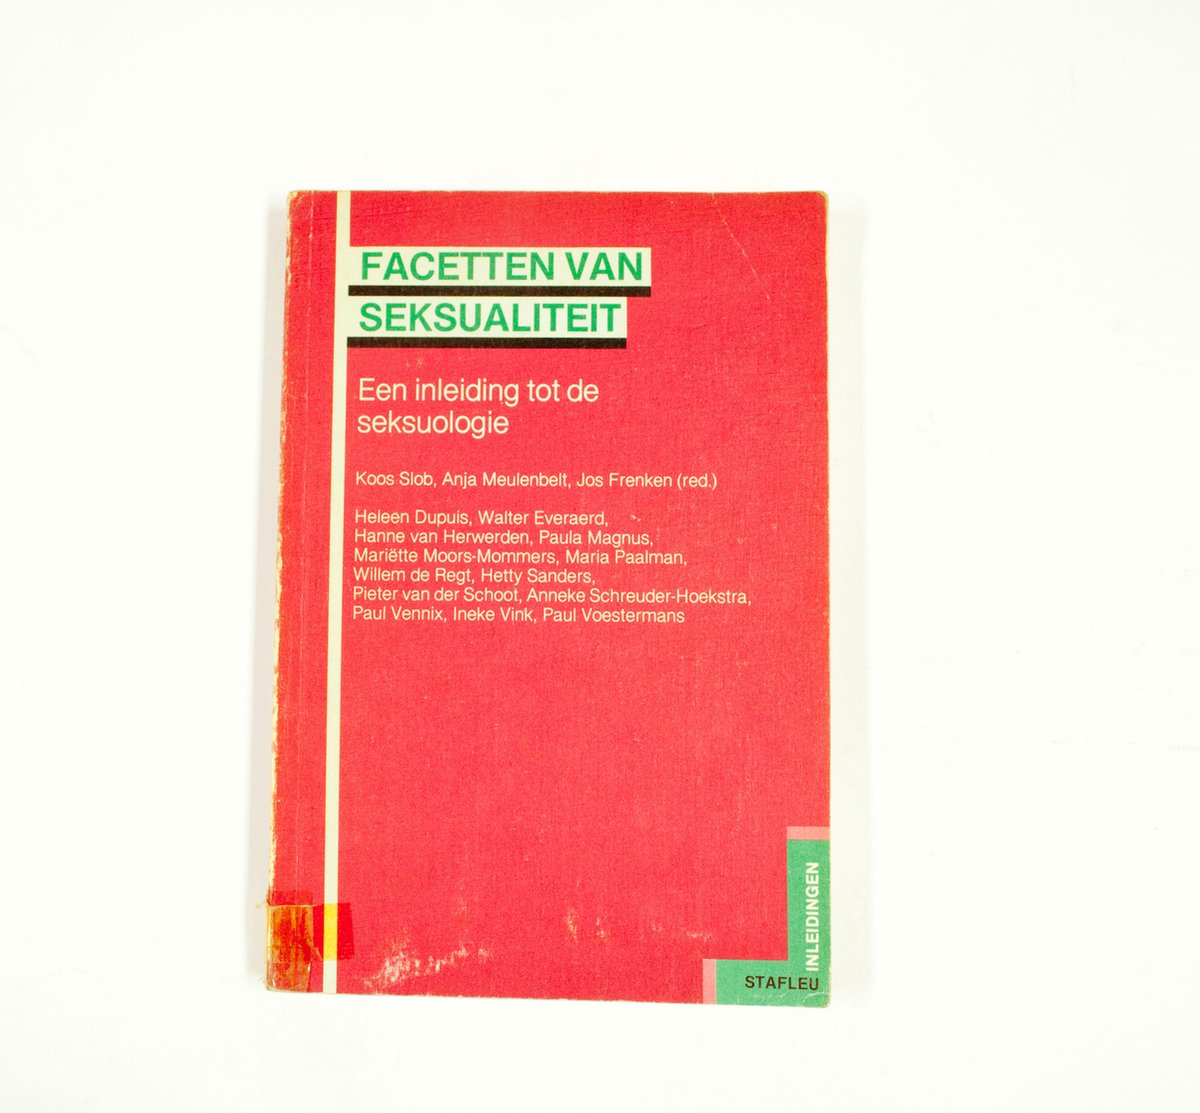 FACETTEN VAN
SEKSUALITEIT
Een inleiding tot de
seksuologie
Koos Slob, Anja Meulenbelt, Jos Frenken (red.)
Heleen Dupuis, Walter Everaerd,
Hanne van Herwerden, Paula Magnus,
Mariëtte Moors-Mommers, Maria Paalman,
Willem de Regt, Hetty Sanders,
Pieter van der Schoot, Anneke Schreuder-Hoekstra,
Paul Vennix, Ineke Vink, Paul Voestermans
STAFLEU
INLEIDINGEN